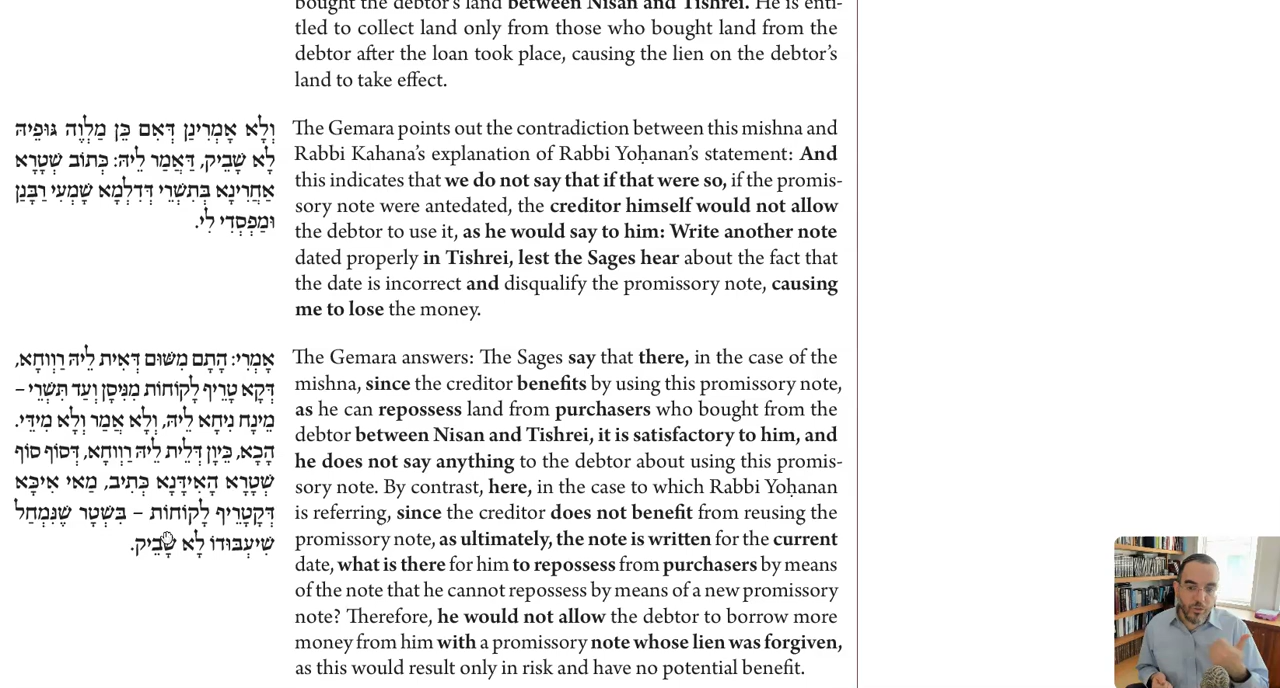 bought the debtor’s land between Nisan and Tishrei. He is enti-
tled to collect land only from those who bought land from the
debtor after the loan took place, causing the lien on the debtor’s
land to take effect.
וְלָא אָמְרִינַן דְּאִם כֵּן מַלְוֶה גּוּפֵיהּ
לָא שָׁבֵיק, דַּאֲמַר לֵיהּ: כְּתוֹב שְׁטָרָא
אַחֲרִינָא בְּתִשְׁרֵי דְּדִלְמָא שָׁמְעִי רַבָּנַן
וּמַפְסְדִי לִי.
The Gemara points out the contradiction between this mishna and
Rabbi Kahana’s explanation of Rabbi Yoḥanan’s statement: And
this indicates that we do not say that if that were so, if the promis-
sory note were antedated, the creditor himself would not allow
the debtor to use it, as he would say to him: Write another note
dated properly in Tishrei, lest the Sages hear about the fact that
the date is incorrect and disqualify the promissory note, causing
me to lose the money.
אָמְרִי: הָתָם מִשּׁוּם דְּאִית לֵיהּ רַוְוחָא,
דְּקָא טָרֵיף לָקוֹחוֹת מִנִּיסָן וְעַד תִּשְׁרֵי –
מֵינָח נִיחָא לֵיהּ, וְלָא אֲמַר וְלָא מִידֵּי.
הָכָא, כֵּיוָן דְּלֵית לֵיהּ רַוְוחָא, דְּסוֹף סוֹף
שְׁטָרָא הָאִידָּנָא כְּתִיב, מַאי אִיכָּא
דְּקָטָרֵיף לָקוֹחוֹת – בִּשְׁטָר שֶׁנִּמְחַל
שִׁיעְבּוּדוֹ לָא שָׁבֵיק.
The Gemara answers: The Sages say that there, in the case of the
mishna, since the creditor benefits by using this promissory note,
as he can repossess land from purchasers who bought from the
debtor between Nisan and Tishrei, it is satisfactory to him, and
he does not say anything to the debtor about using this promis-
sory note. By contrast, here, in the case to which Rabbi Yoḥanan
is referring, since the creditor does not benefit from reusing the
promissory note, as ultimately, the note is written for the current
date, what is there for him to repossess from purchasers by means
of the note that he cannot repossess by means of a new promissory
note? Therefore, he would not allow the debtor to borrow more
money from him with a promissory note whose lien was forgiven,
as this would result only in risk and have no potential benefit.